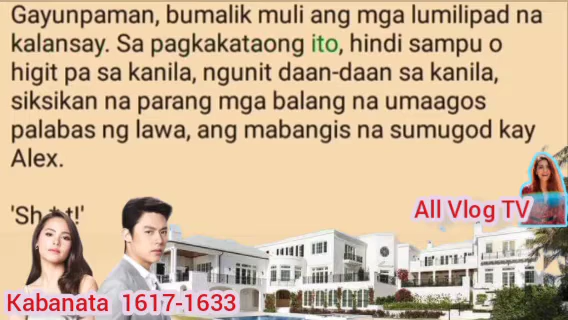 Gayunpaman, bumalik muli ang mga lumilipad na
kalansay. Sa pagkakataong ito, hindi sampu o
higit pa sa kanila, ngunit daan-daan sa kanila,
siksikan na parang mga balang na umaagos
palabas ng lawa, ang mabangis na sumugod kay
Alex.
'Sh*t!'
All Vlog TV
Kabanata 1617-1633